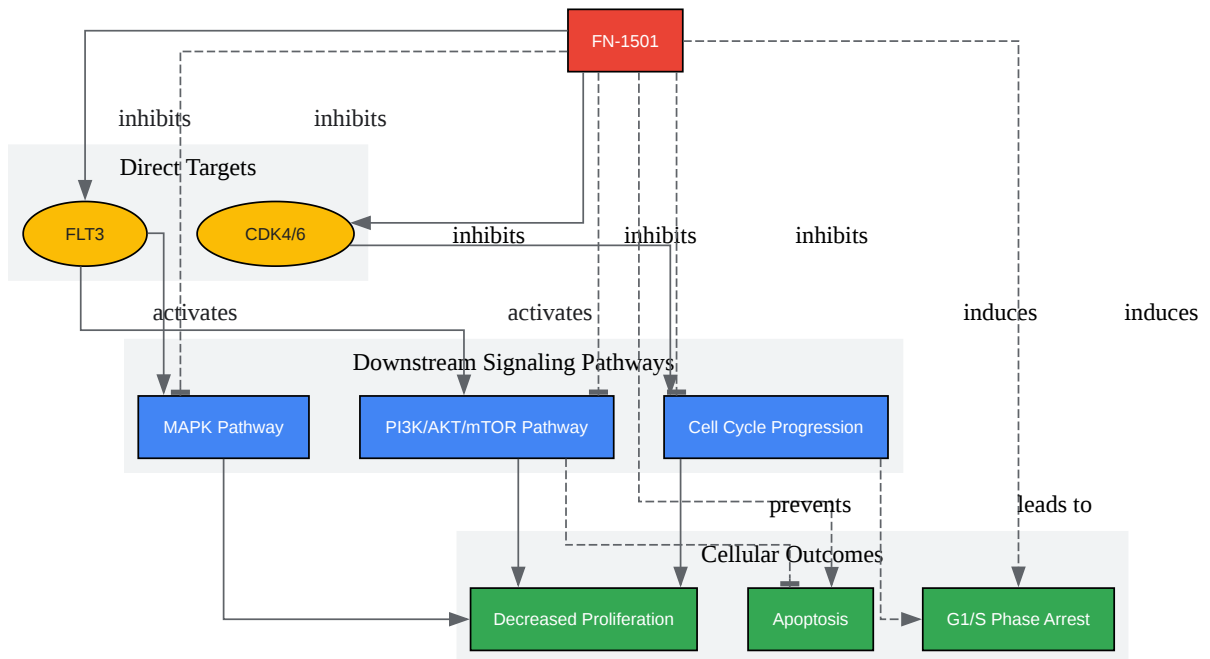 FN-1501
inhibits
inhibits
Direct Targets
FLT3
CDK4/6
inhibits
inhibits
inhibits
activates
activates
induces
induces
Downstream Signaling Pathways
MAPK Pathway
PI3K/AKT/mTOR Pathway
Cell Cycle Progression
prevents
leads to
Cellular Outcomes
Decreased Proliferation
Apoptosis
G1/S Phase Arrest